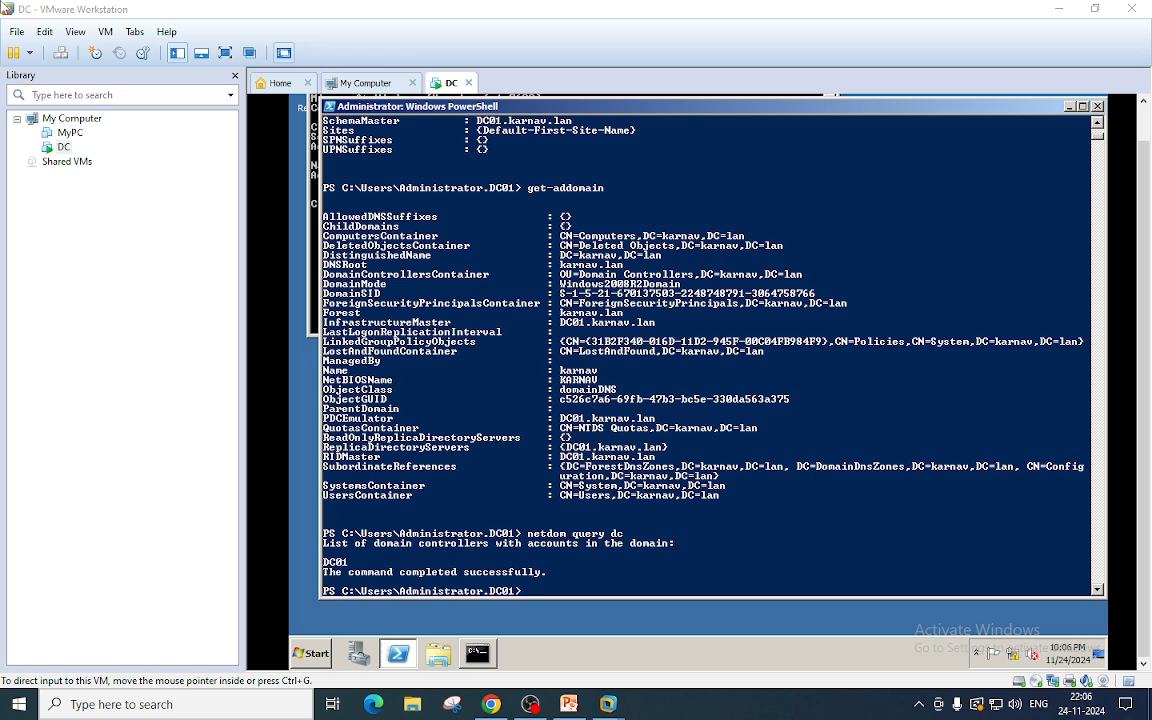 DC - VMware Workstation
File Edit View VM Tabs Help
Library
Type here to search
My Computer
MyPC
DC
Shared VMs
Home
My Computer
DC
Administrator: Windows PowerShell
SchemaMaster : DC01.karnav.lan
Sites : {Default-First-Site-Name}
SPNSuffixes : {}
UPNSuffixes : {}
PS C:\Users\Administrator.DC01> get-addomain
AllowedDNSSuffixes : {}
ChildDomains : {}
ComputersContainer : CN=Computers,DC=karnav,DC=lan
DeletedObjectsContainer : CN=Deleted Objects,DC=karnav,DC=lan
DistinguishedName : DC=karnav,DC=lan
DNSRoot : karnav.lan
DomainControllersContainer : OU=Domain Controllers,DC=karnav,DC=lan
DomainMode : Windows2008R2Domain
DomainSID : S-1-5-21-670137503-2248748791-3064758766
ForeignSecurityPrincipalsContainer : CN=ForeignSecurityPrincipals,DC=karnav,DC=lan
Forest : karnav.lan
InfrastructureMaster : DC01.karnav.lan
LastLogonReplicationInterval :
LinkedGroupPolicyObjects : {CN={31B2F340-016D-11D2-945F-00C04FB984F9},CN=Policies,CN=System,DC=karnav,DC=lan}
LostAndFoundContainer : CN=LostAndFound,DC=karnav,DC=lan
ManagedBy :
Name : karnav
NetBIOSName : KARNAV
ObjectClass : domainDNS
ObjectGUID : c526c7a6-69fb-47b3-bc5e-330da563a375
ParentDomain :
PDCEmulator : DC01.karnav.lan
QuotasContainer : CN=NTDS Quotas,DC=karnav,DC=lan
ReadOnlyReplicaDirectoryServers : {}
ReplicaDirectoryServers : {DC01.karnav.lan}
RIDMaster : DC01.karnav.lan
SubordinateReferences : {DC=ForestDnsZones,DC=karnav,DC=lan, DC=DomainDnsZones,DC=karnav,DC=lan, CN=Config
uration,DC=karnav,DC=lan}
SystemsContainer : CN=System,DC=karnav,DC=lan
UsersContainer : CN=Users,DC=karnav,DC=lan
PS C:\Users\Administrator.DC01> netdom query dc
List of domain controllers with accounts in the domain:
DC01
The command completed successfully.
PS C:\Users\Administrator.DC01>
Activate Windows
Start
10:06 PM
11/24/2024
To direct input to this VM, move the mouse pointer inside or press Ctrl+G.
Type here to search
ENG
22:06
24-11-2024